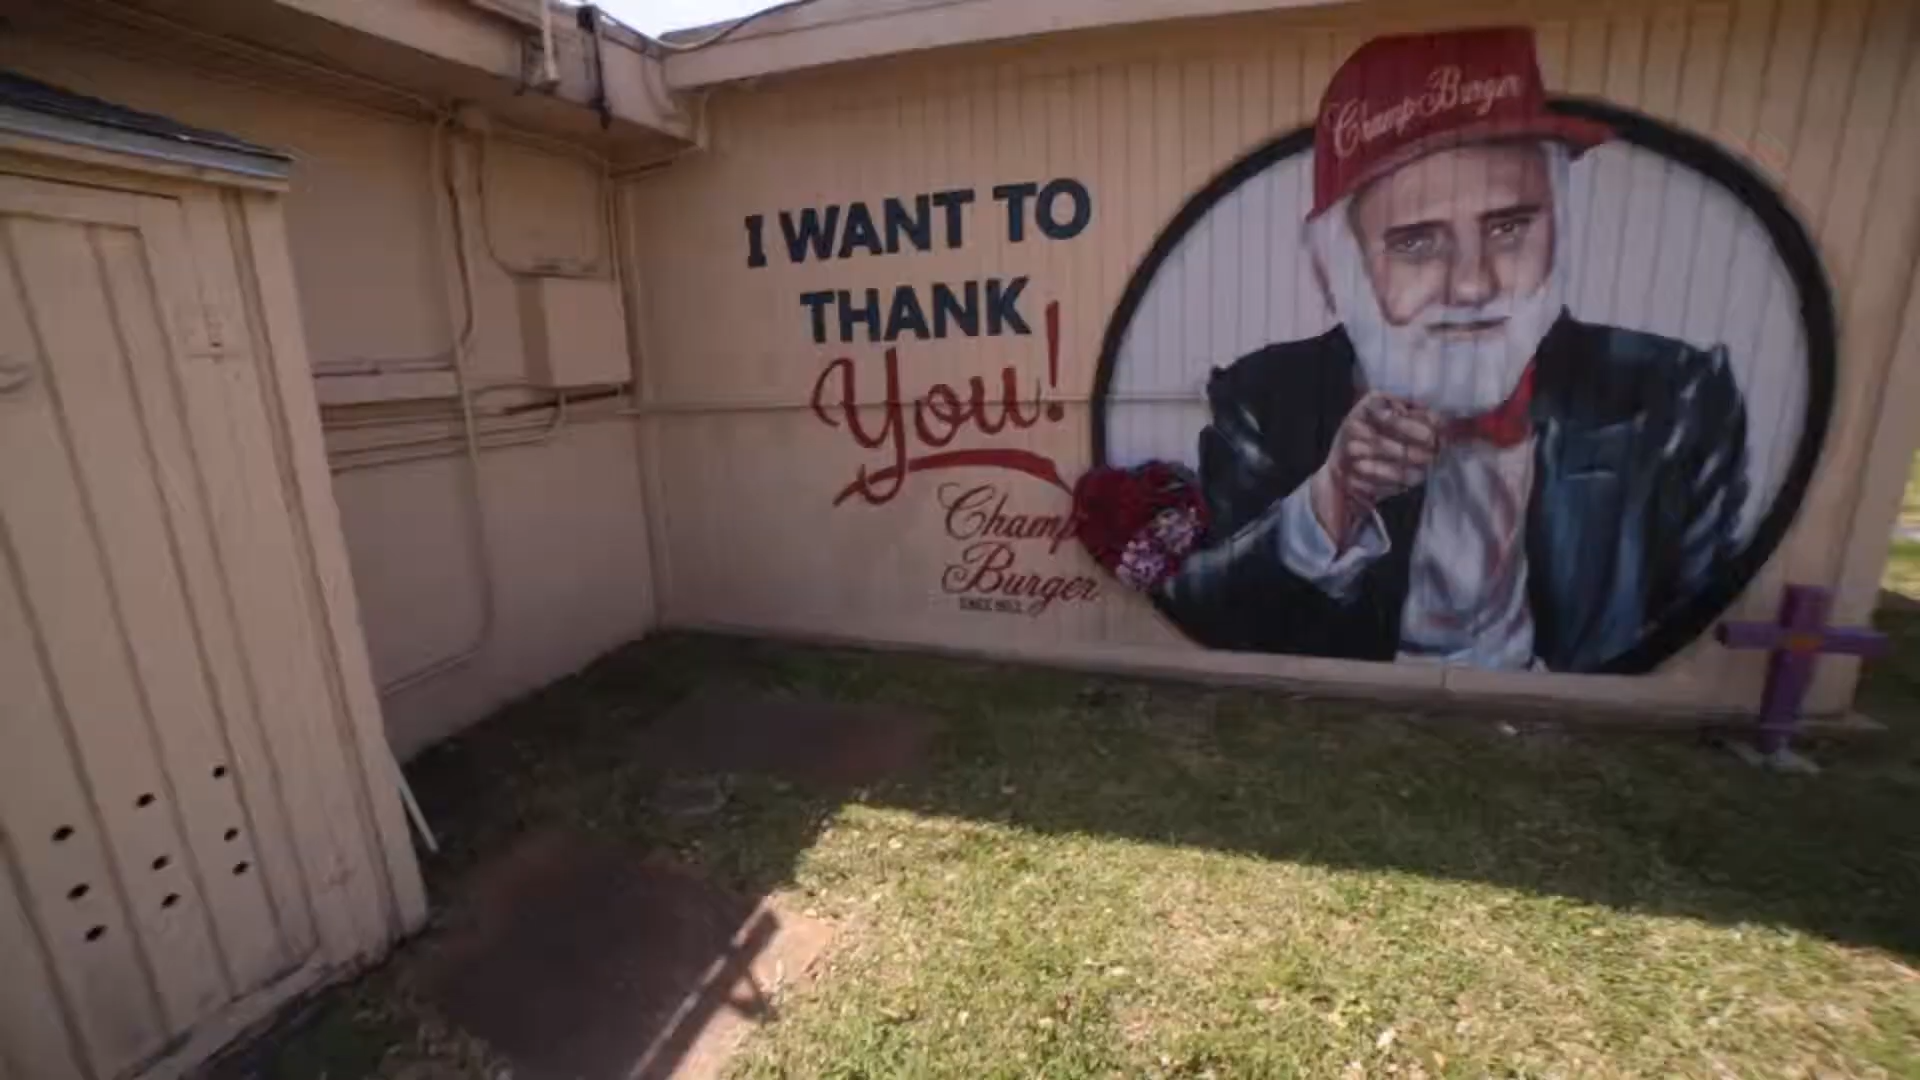 I WANT TO
THANK
You!
Champ
Burger
Champ Burger